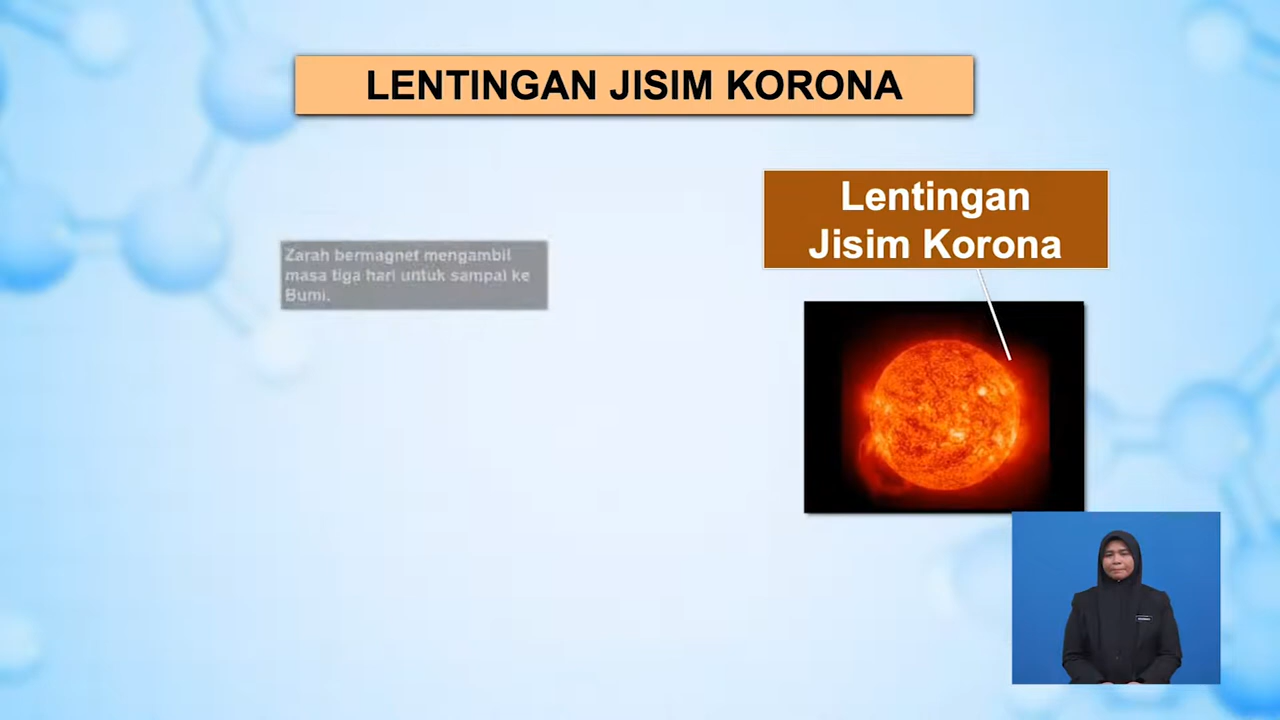 LENTINGAN JISIM KORONA
Lentingan
Jisim Korona
Zarah bermagnet mengambil
masa tiga hari untuk sampai ke
Bumi.